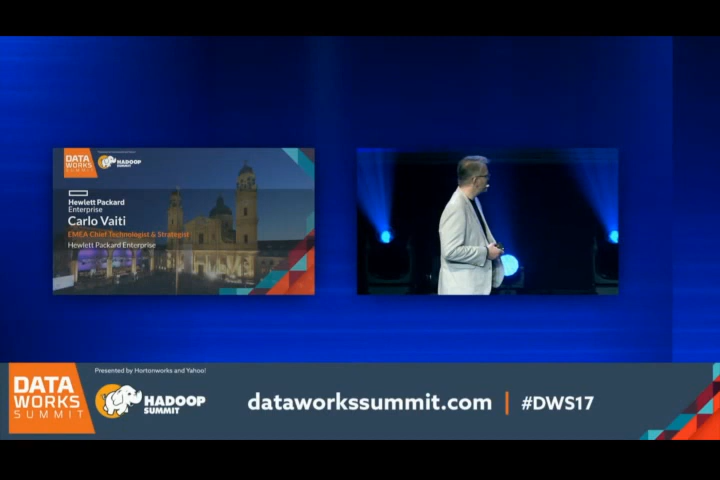 DATA
WORKS
SUMMIT
HADOOP
SUMMIT
Hewlett Packard
Enterprise
Carlo Vaiti
EMEA Chief Technologist & Strategist
Hewlett Packard Enterprise
Presented by Hortonworks and Yahoo!
DATA
WORKS
SUMMIT
HADOOP
SUMMIT
dataworkssummit.com | #DWS17